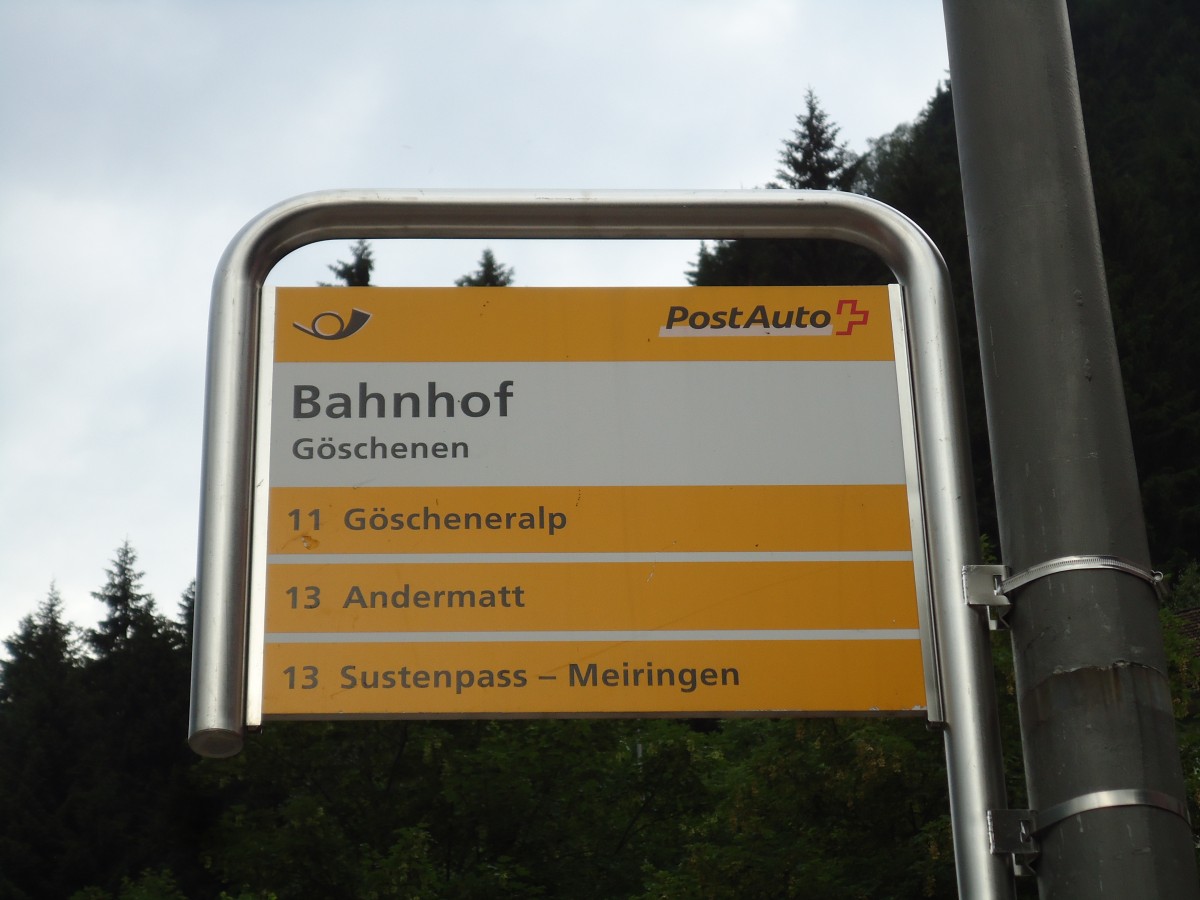 PostAuto
Bahnhof
Göschenen
11 Göscheneralp
13 Andermatt
13 Sustenpass – Meiringen